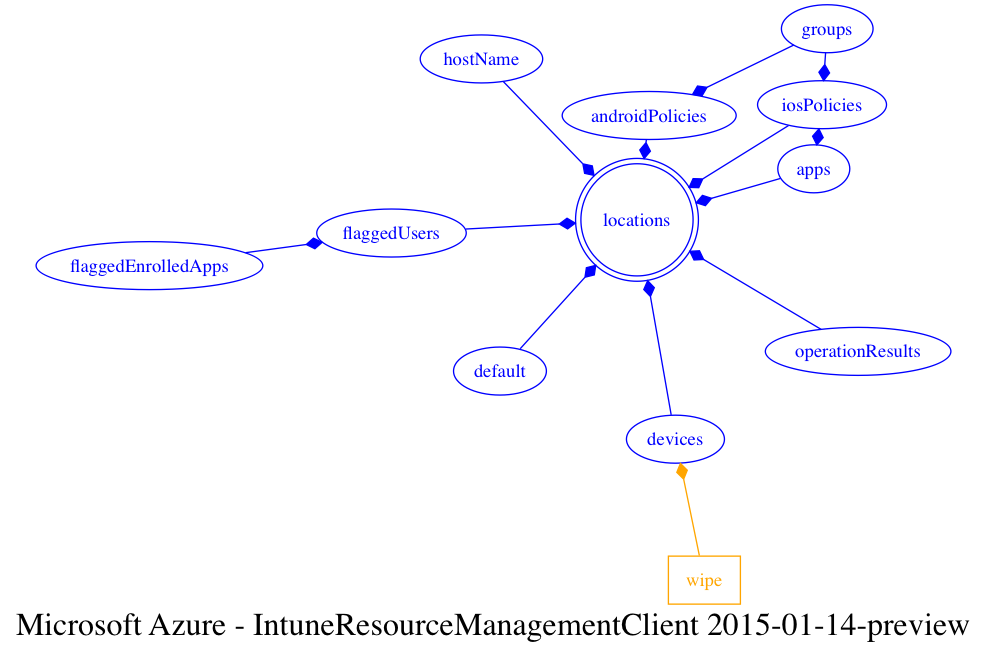 groups
hostName
iosPolicies
androidPolicies
apps
locations
flaggedUsers
flaggedEnrolledApps
operationResults
default
devices
wipe
Microsoft Azure - IntuneResourceManagementClient 2015-01-14-preview